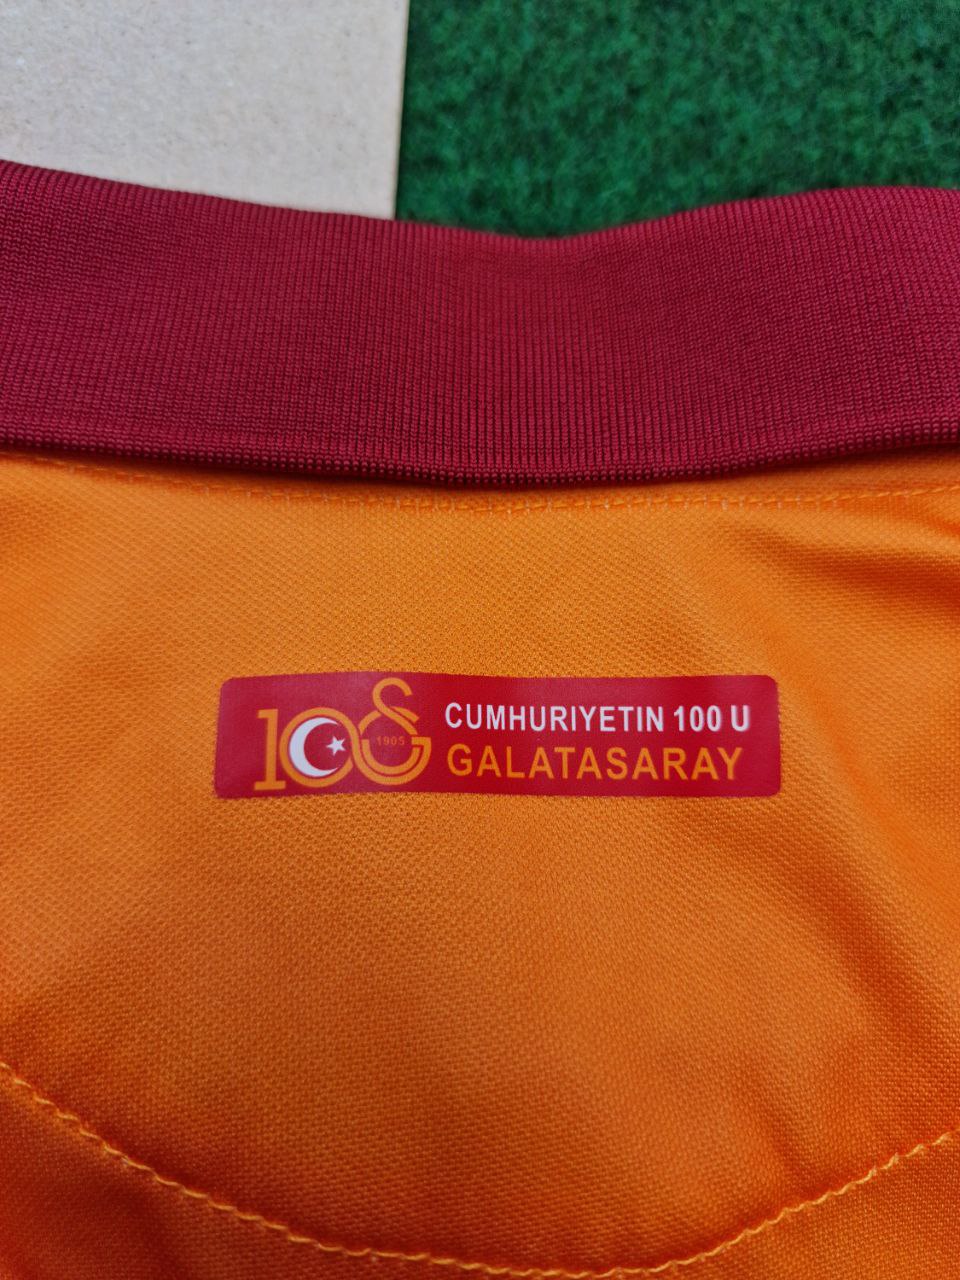 100
1905
CUMHURIYETIN 100 U
GALATASARAY